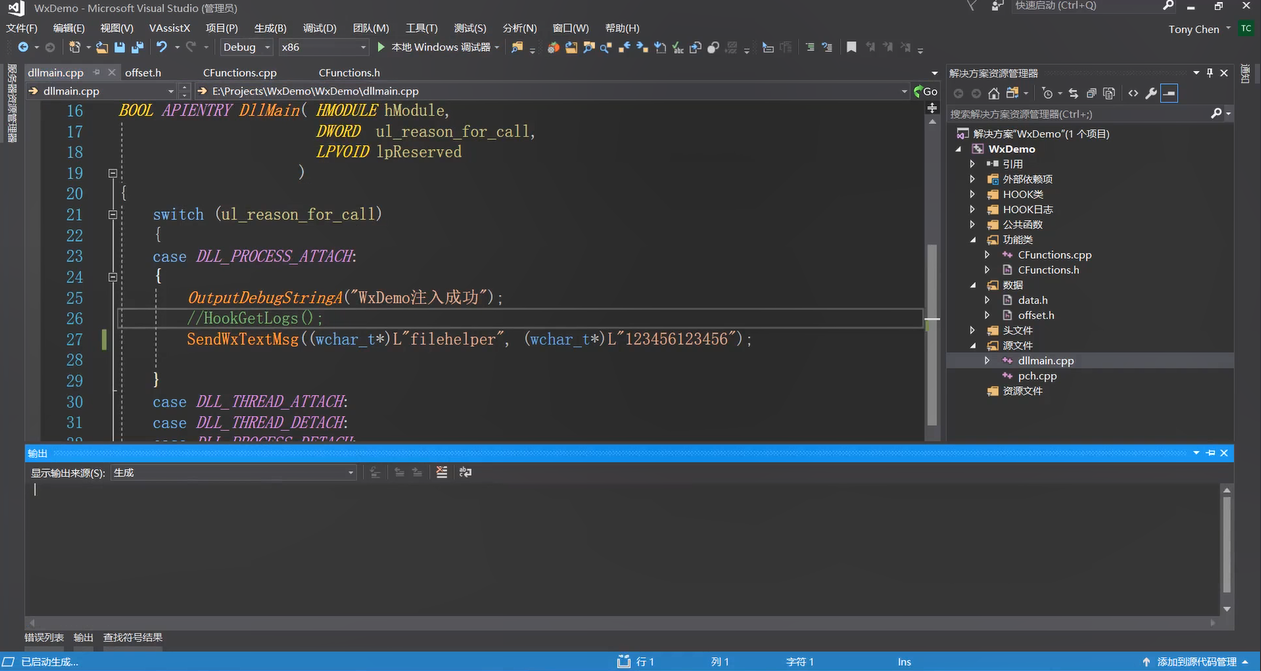 WxDemo - Microsoft Visual Studio (管理员)
快速启动 (Ctrl+Q)
文件(F) 编辑(E) 视图(V) VAssistX 项目(P) 生成(B) 调试(D) 团队(M) 工具(T) 测试(S) 分析(N) 窗口(W) 帮助(H)
Tony Chen TC
Debug x86 本地 Windows 调试器
服务器资源管理器
dllmain.cpp offset.h CFunctions.cpp CFunctions.h
dllmain.cpp E:\Projects\WxDemo\WxDemo\dllmain.cpp Go
16 BOOL APIENTRY DllMain( HMODULE hModule,
17 DWORD ul_reason_for_call,
18 LPVOID lpReserved
19 )
20 {
21 switch (ul_reason_for_call)
22 {
23 case DLL_PROCESS_ATTACH:
24 {
25 OutputDebugStringA("WxDemo注入成功");
26 //HookGetLogs();
27 SendWxTextMsg((wchar_t*)L"filehelper", (wchar_t*)L"123456123456");
28
29 }
30 case DLL_THREAD_ATTACH:
31 case DLL_THREAD_DETACH:
32 case DLL_PROCESS_DETACH:
解决方案资源管理器
通知
搜索解决方案资源管理器(Ctrl+;)
解决方案"WxDemo"(1 个项目)
WxDemo
引用
外部依赖项
HOOK类
HOOK日志
公共函数
功能类
CFunctions.cpp
CFunctions.h
数据
data.h
offset.h
头文件
源文件
dllmain.cpp
pch.cpp
资源文件
输出
显示输出来源(S): 生成
错误列表 输出 查找符号结果
已启动生成... 行 1 列 1 字符 1 Ins 添加到源代码管理